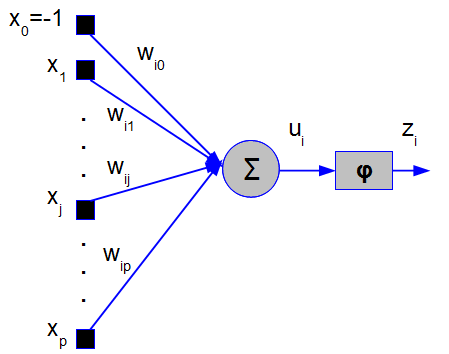 x₀=-1
wᵢ₀
x₁
wᵢ₁
uᵢ
zᵢ
wᵢⱼ
Σ
φ
xⱼ
wᵢₚ
xₚ